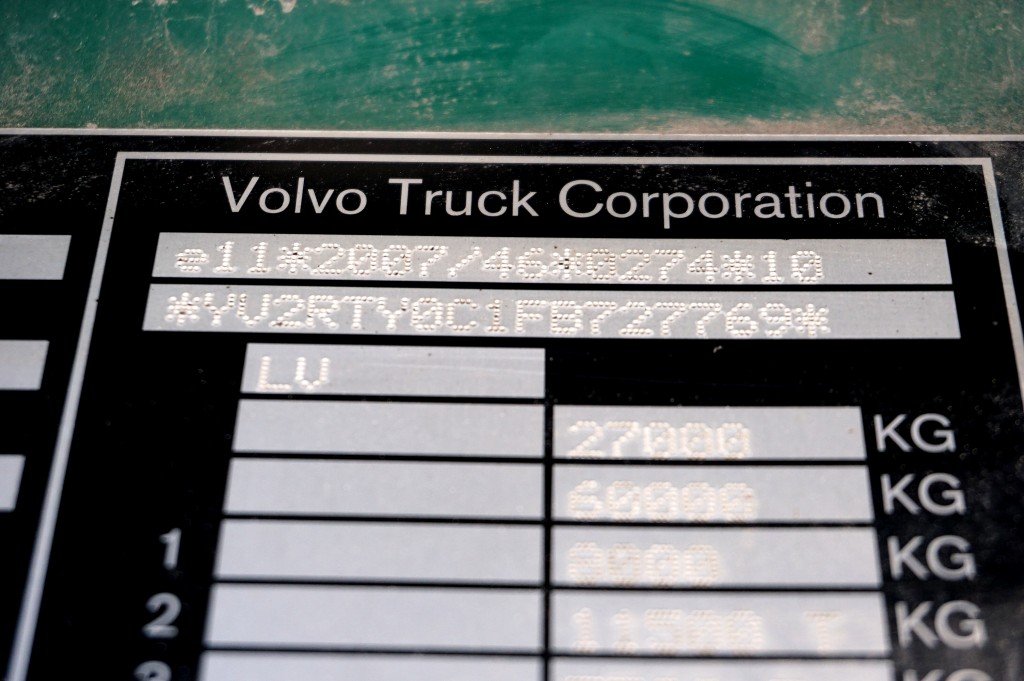 Volvo Truck Corporation
e11*2007/46*0274*10
*YV2RTY0C1FB727769*
LV
27000 KG
60000 KG
1 KG
2 KG